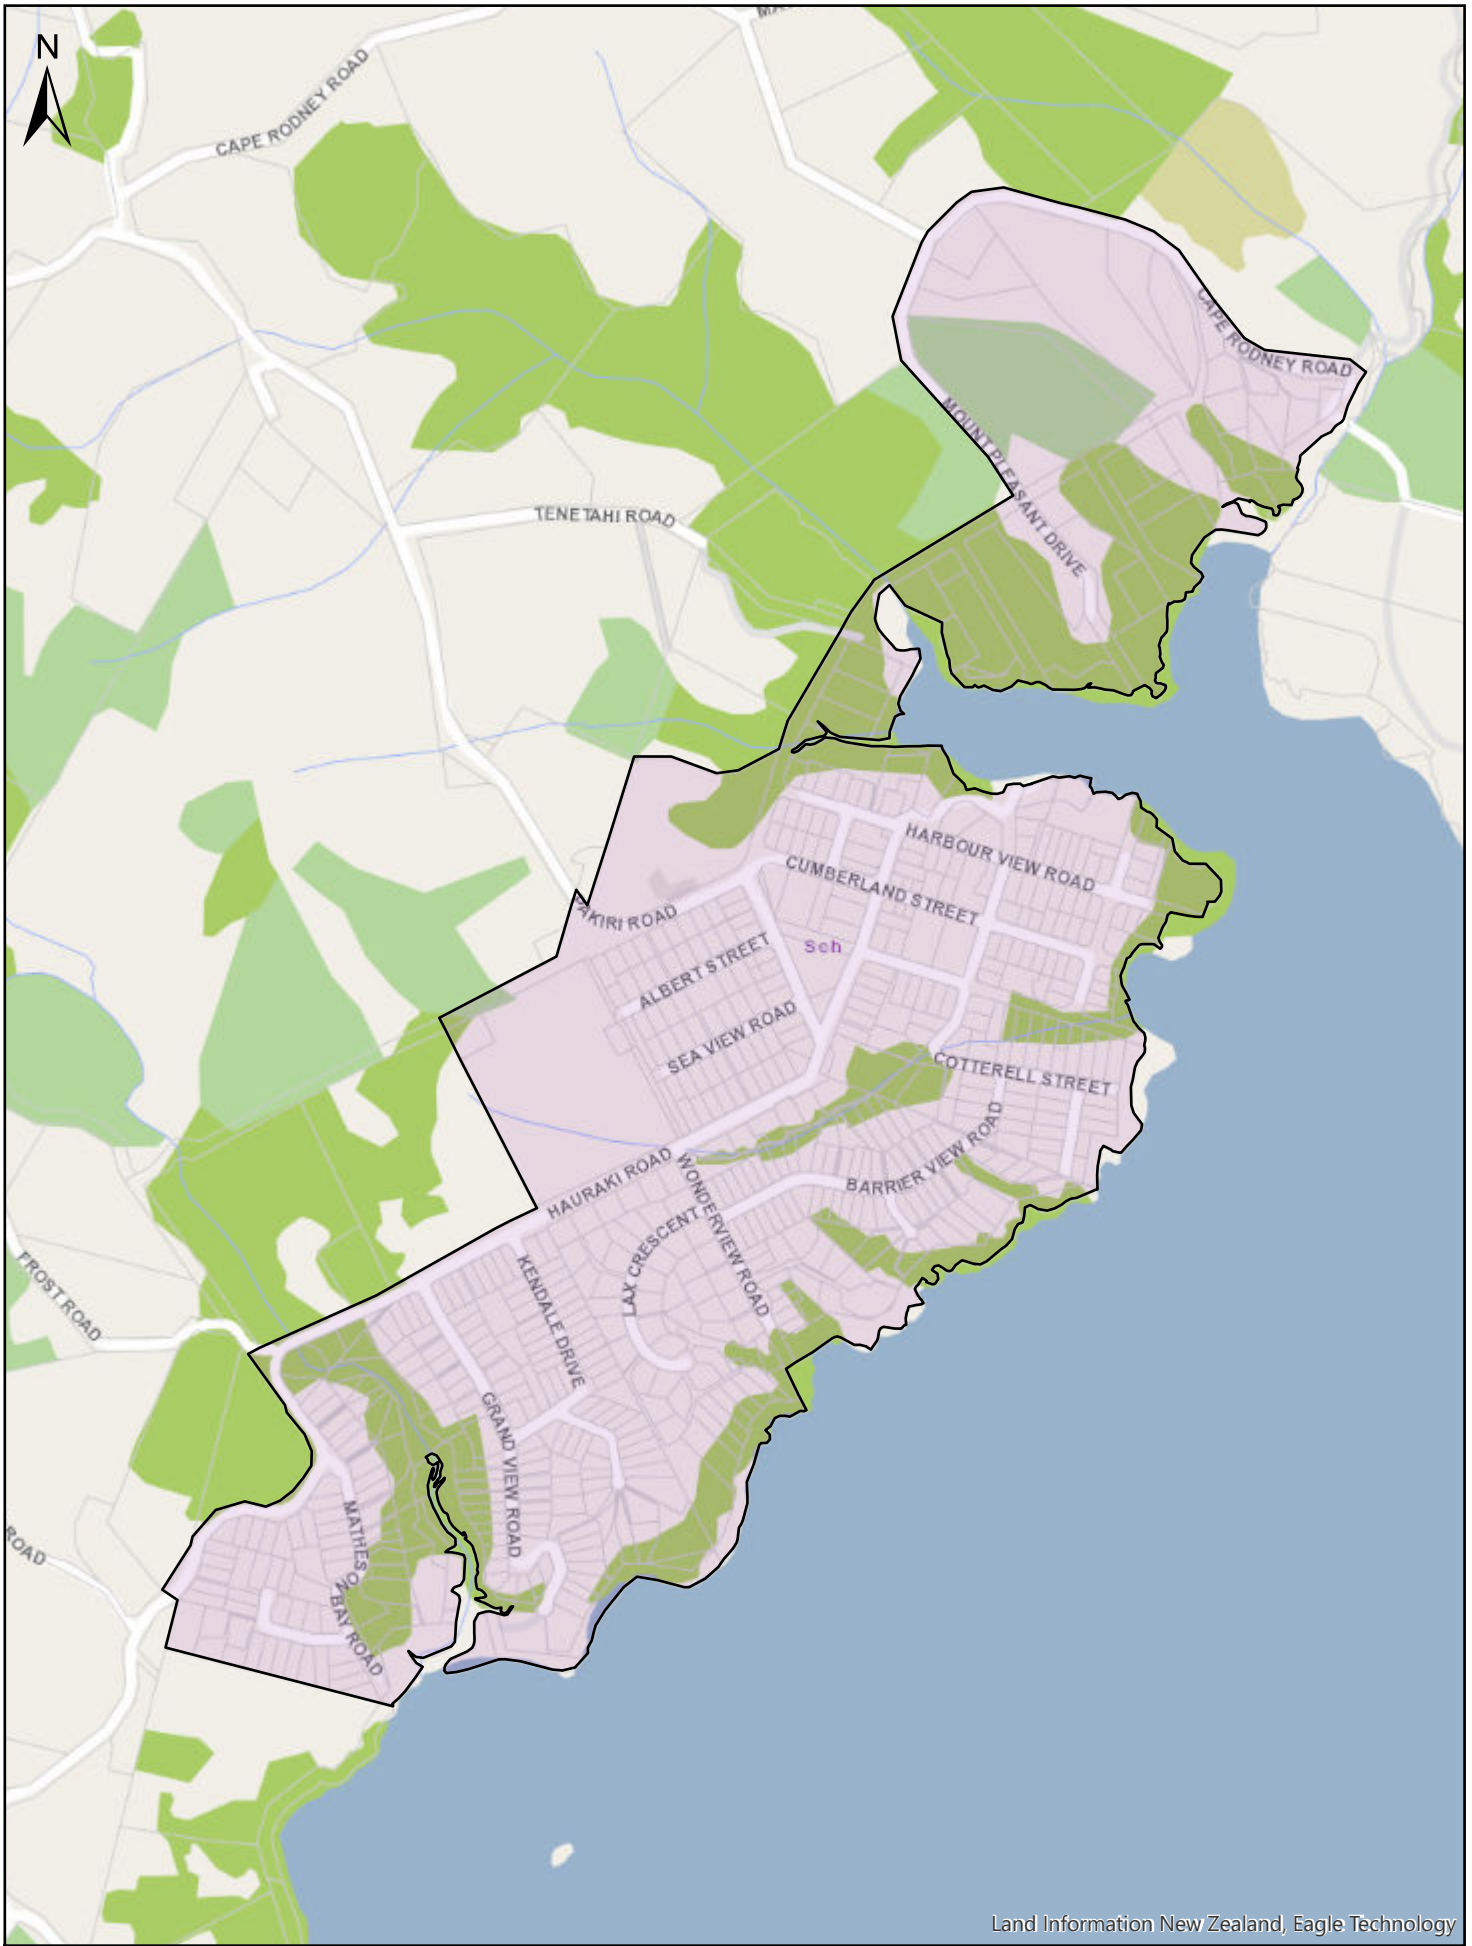 N
CAPE RODNEY ROAD
CAPE RODNEY ROAD
MOUNT PLEASANT DRIVE
TENETAHI ROAD
HARBOUR VIEW ROAD
CUMBERLAND STREET
PAKIRI ROAD
Sch
ALBERT STREET
SEA VIEW ROAD
COTTERELL STREET
BARRIER VIEW ROAD
HAURAKI ROAD
WONDERVIEW ROAD
LAX CRESCENT
KENDALE DRIVE
FROST ROAD
GRAND VIEW ROAD
MATHESON BAY ROAD
ROAD
Land Information New Zealand, Eagle Technology